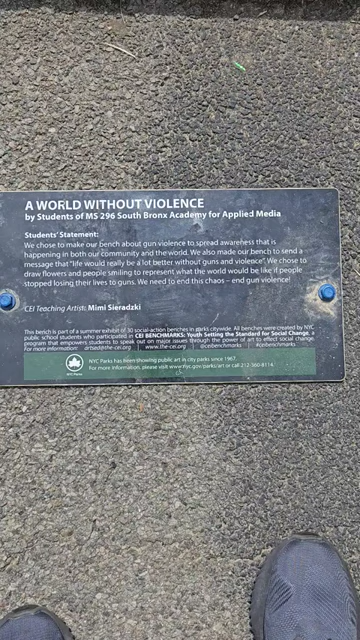 A WORLD WITHOUT VIOLENCE
by Students of MS 296 South Bronx Academy for Applied Media
Students' Statement:
We chose to make our bench about gun violence to spread awareness that is
happening in both our community and the world. We also made our bench to send a
message that "life would really be a lot better without guns and violence". We chose to
draw flowers and people smiling to represent what the world would be like if people
stopped losing their lives to guns. We need to end this chaos – end gun violence!
CEI Teaching Artist: Mimi Sieradzki
This bench is part of a summer exhibit of 30 social-action benches in parks citywide. All benches were created by NYC
public school students who participated in CEI BENCHMARKS: Youth Setting the Standard for Social Change, a
program that empowers students to speak out on major issues through the power of art to effect social change.
For more information: artsed@the-cei.org | www.the-cei.org | @ceibenchmarks | #ceibenchmarks
NYC Parks has been showing public art in city parks since 1967.
For more information, please visit www.nyc.gov/parks/art or call 212-360-8114.
NYC Parks